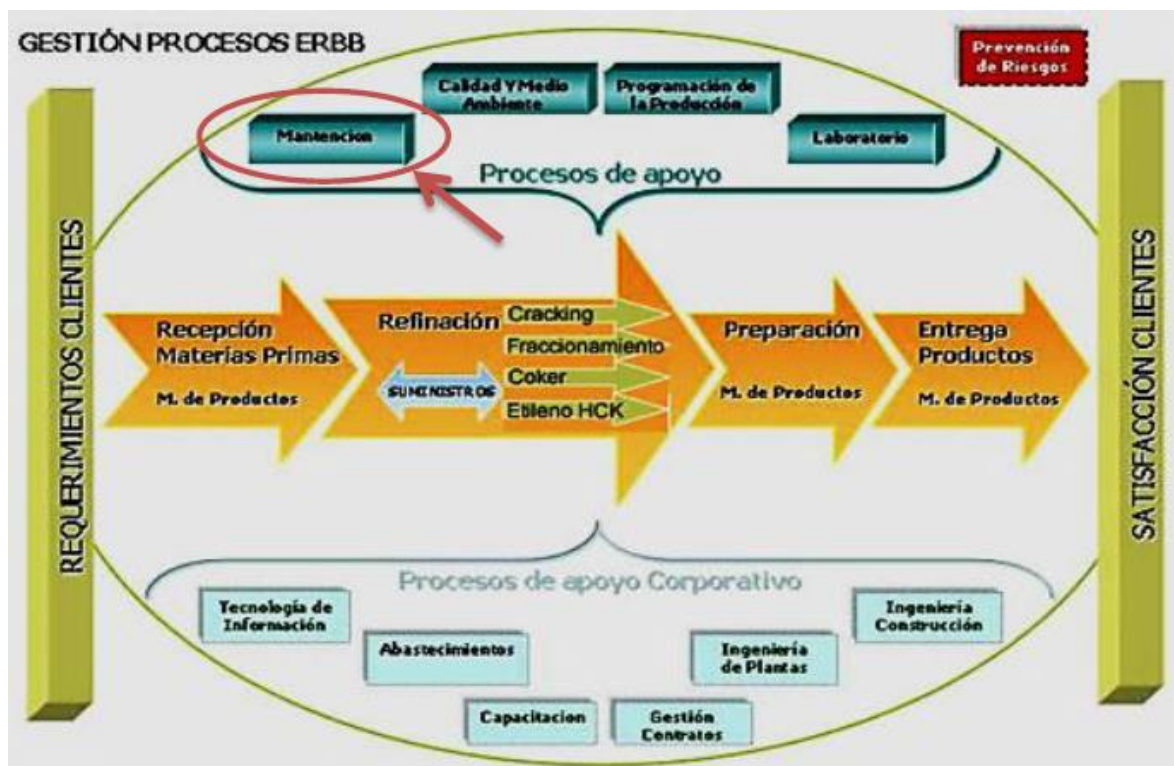 GESTIÓN PROCESOS ERBB
Prevención
de Riesgos
Calidad Y Medio
Ambiente
Programación de
la Producción
Mantencion
Laboratorio
Procesos de apoyo
REQUERIMIENTOS CLIENTES
Recepción
Materias Primas
M. de Productos
Refinación
SUMINISTROS
Cracking
Fraccionamiento
Coker
Etileno HCK
Preparación
M. de Productos
Entrega
Productos
M. de Productos
SATISFACCIÓN CLIENTES
Procesos de apoyo Corporativo
Tecnología de
Información
Abastecimientos
Capacitacion
Gestión
Contratos
Ingeniería
de Plantas
Ingeniería
Construcción